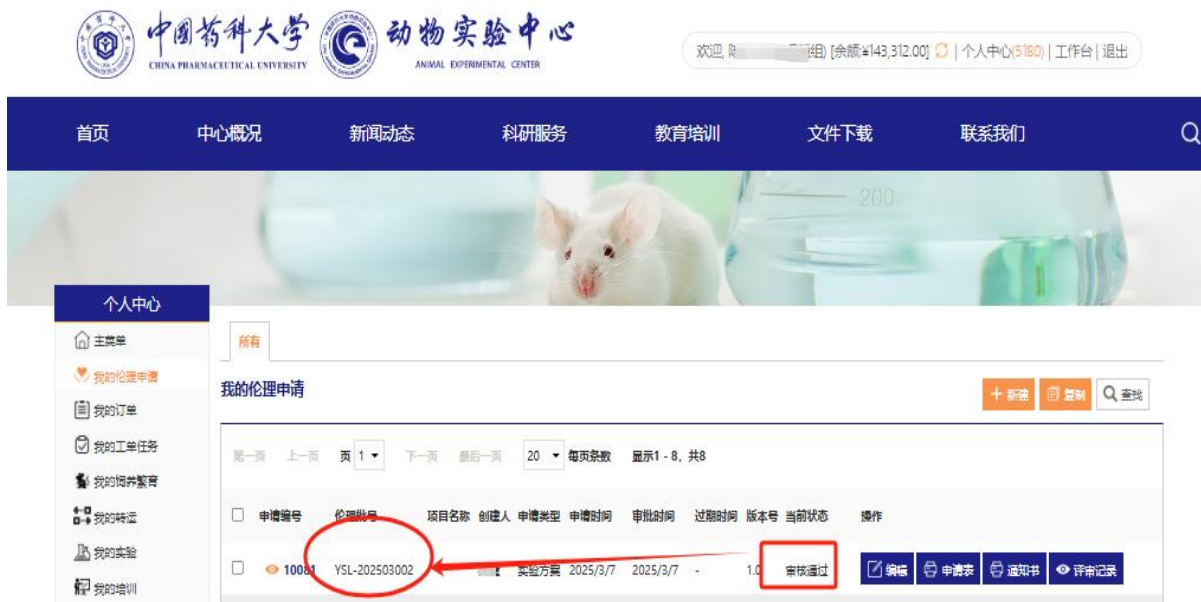 中國药科大学
CHINA PHARMACEUTICAL UNIVERSITY
动物实验中心
ANIMAL EXPERIMENTAL CENTER
欢迎, 组) [余额:¥143,312.00] | 个人中心(5180) | 工作台 | 退出
首页 中心概况 新闻动态 科研服务 教育培训 文件下载 联系我们
200
个人中心
主菜单
我的伦理申请
我的订单
我的工单任务
我的饲养繁育
我的转运
我的实验
我的培训
所有
我的伦理申请
新建 复制 查找
第一页 上一页 页 1 下一页 最后一页 20 每页条数 显示1 - 8, 共8
申请编号 伦理批号 项目名称 创建人 申请类型 申请时间 审批时间 过期时间 版本号 当前状态 操作
10081 YSL-202503002 实验方案 2025/3/7 2025/3/7 - 1.0 审核通过 编辑 申请表 通知书 评审记录